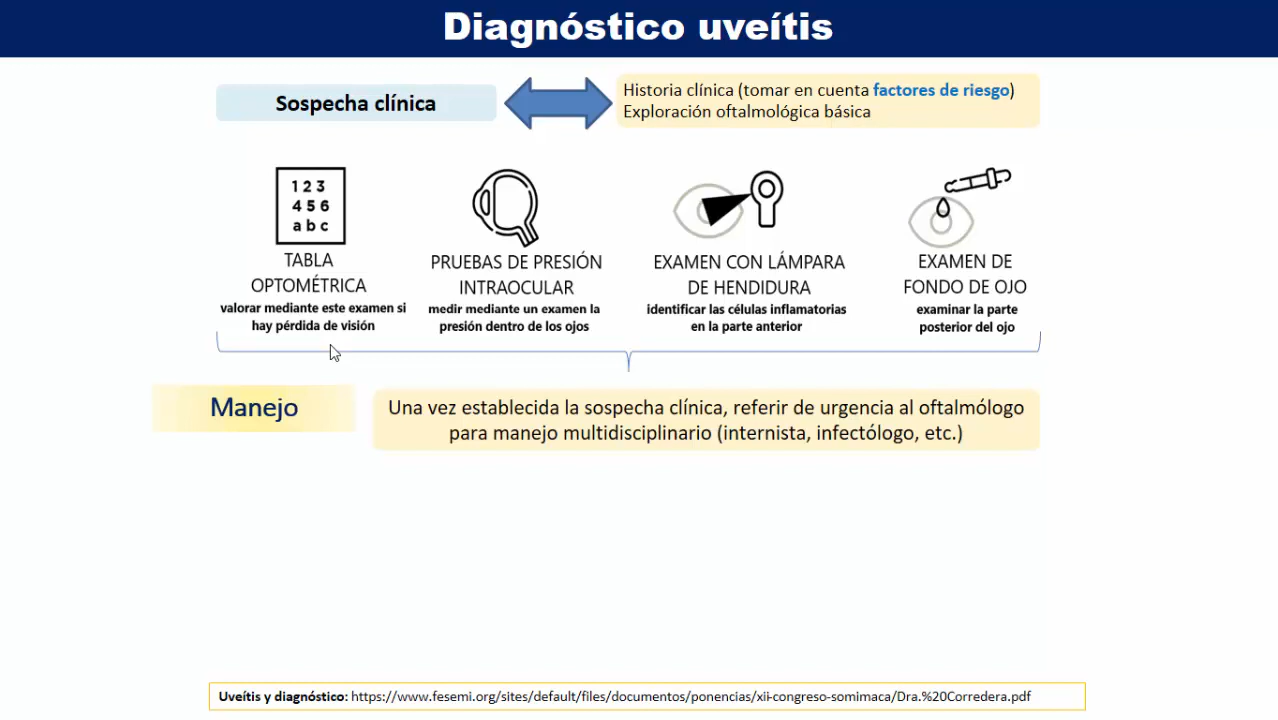 Diagnóstico uveítis
Sospecha clínica
Historia clínica (tomar en cuenta factores de riesgo)
Exploración oftalmológica básica
1 2 3
4 5 6
a b c
TABLA
OPTOMÉTRICA
valorar mediante este examen si
hay pérdida de visión
PRUEBAS DE PRESIÓN
INTRAOCULAR
medir mediante un examen la
presión dentro de los ojos
EXAMEN CON LÁMPARA
DE HENDIDURA
identificar las células inflamatorias
en la parte anterior
EXAMEN DE
FONDO DE OJO
examinar la parte
posterior del ojo
Manejo
Una vez establecida la sospecha clínica, referir de urgencia al oftalmólogo
para manejo multidisciplinario (internista, infectólogo, etc.)
Uveítis y diagnóstico: https://www.fesemi.org/sites/default/files/documentos/ponencias/xii-congreso-somimaca/Dra.%20Corredera.pdf